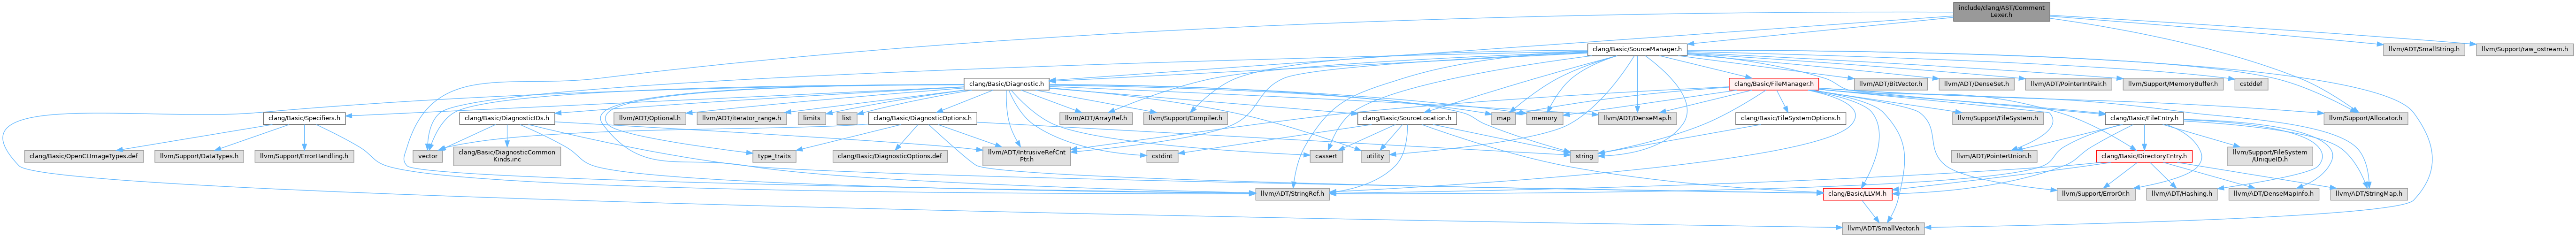 include/clang/AST/Comment
Lexer.h
clang/Basic/SourceManager.h
llvm/ADT/SmallString.h
llvm/Support/raw_ostream.h
clang/Basic/Diagnostic.h
clang/Basic/FileManager.h
llvm/ADT/BitVector.h
llvm/ADT/DenseSet.h
llvm/ADT/PointerIntPair.h
llvm/Support/MemoryBuffer.h
cstddef
clang/Basic/Specifiers.h
clang/Basic/DiagnosticIDs.h
llvm/ADT/Optional.h
llvm/ADT/iterator_range.h
limits
list
clang/Basic/DiagnosticOptions.h
llvm/ADT/ArrayRef.h
llvm/Support/Compiler.h
clang/Basic/SourceLocation.h
map
memory
llvm/ADT/DenseMap.h
clang/Basic/FileSystemOptions.h
llvm/Support/FileSystem.h
clang/Basic/FileEntry.h
llvm/Support/Allocator.h
clang/Basic/OpenCLImageTypes.def
llvm/Support/DataTypes.h
llvm/Support/ErrorHandling.h
vector
clang/Basic/DiagnosticCommon
Kinds.inc
type_traits
clang/Basic/DiagnosticOptions.def
llvm/ADT/IntrusiveRefCnt
Ptr.h
cstdint
cassert
utility
string
llvm/ADT/PointerUnion.h
clang/Basic/DirectoryEntry.h
llvm/Support/FileSystem
/UniqueID.h
llvm/ADT/StringRef.h
clang/Basic/LLVM.h
llvm/Support/ErrorOr.h
llvm/ADT/Hashing.h
llvm/ADT/DenseMapInfo.h
llvm/ADT/StringMap.h
llvm/ADT/SmallVector.h